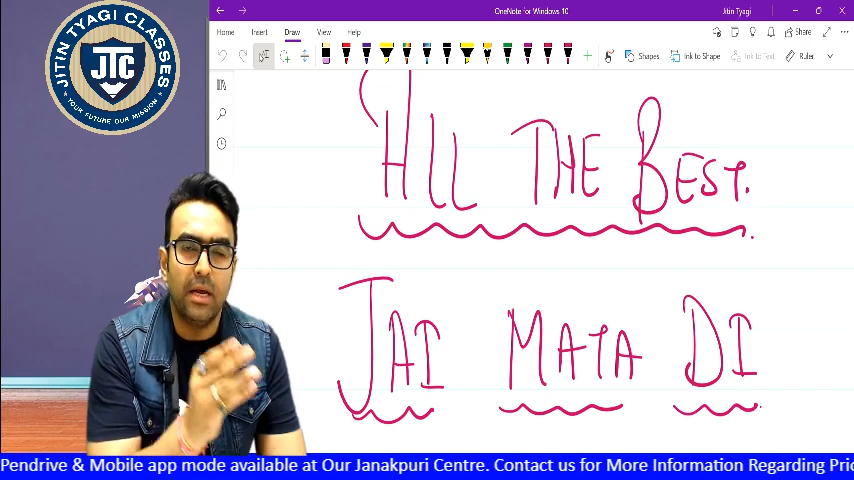 OneNote for Windows 10
Jitin Tyagi
Home Insert Draw View Help Share
Shapes Ink to Shape Ink to Text Ruler
JITIN TYAGI CLASSES
JTC
YOUR FUTURE OUR MISSION
ALL THE BEST.
JAI MATA DI
Pendrive & Mobile app mode available at Our Janakpuri Centre. Contact us for More Information Regarding Pric